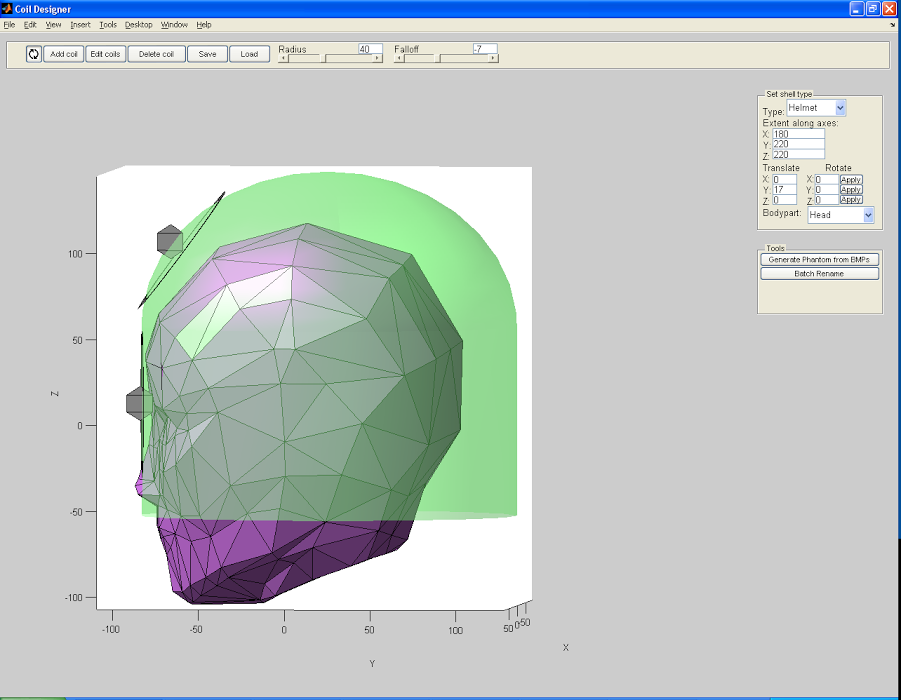 Coil Designer
File Edit View Insert Tools Desktop Window Help
Add coil Edit coils Delete coil Save Load
Radius 40 Falloff -7
Set shell type
Type: Helmet
Extent along axes:
X: 180
Y: 220
Z: 220
Translate Rotate
X: 0 X: 0 Apply
Y: 17 Y: 0 Apply
Z: 0 Z: 0 Apply
Bodypart: Head
Tools
Generate Phantom from BMPs
Batch Rename
100
50
0
-50
-100
Z
-100 -50 0 50 100
50 0 -50
Y
X